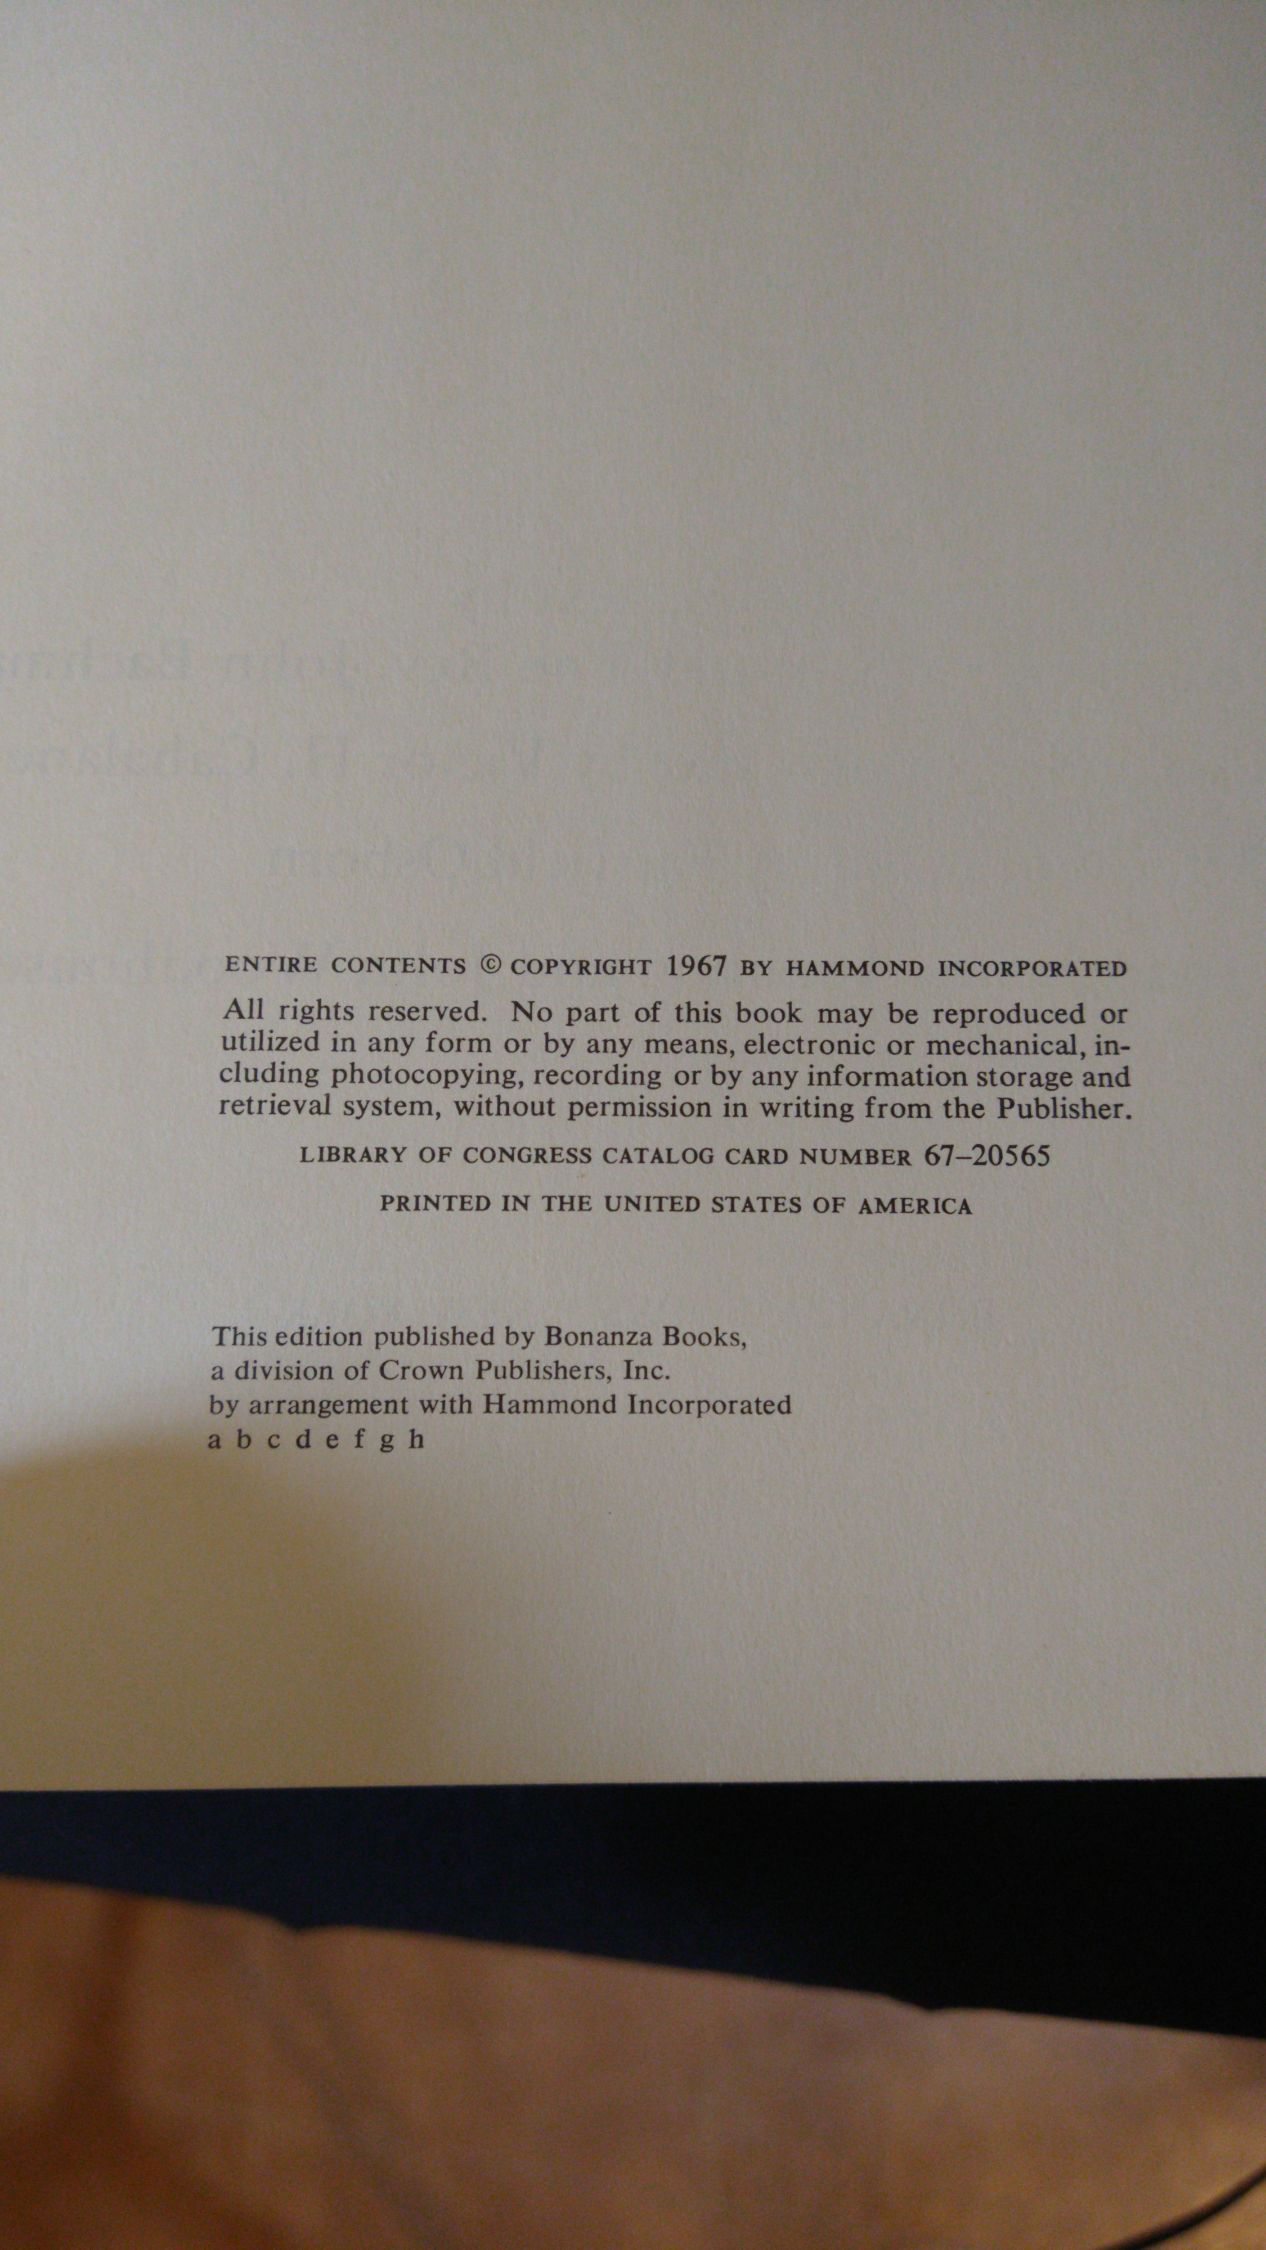 ENTIRE CONTENTS © COPYRIGHT 1967 BY HAMMOND INCORPORATED
All rights reserved. No part of this book may be reproduced or
utilized in any form or by any means, electronic or mechanical, in-
cluding photocopying, recording or by any information storage and
retrieval system, without permission in writing from the Publisher.
LIBRARY OF CONGRESS CATALOG CARD NUMBER 67–20565
PRINTED IN THE UNITED STATES OF AMERICA
This edition published by Bonanza Books,
a division of Crown Publishers, Inc.
by arrangement with Hammond Incorporated
a b c d e f g h